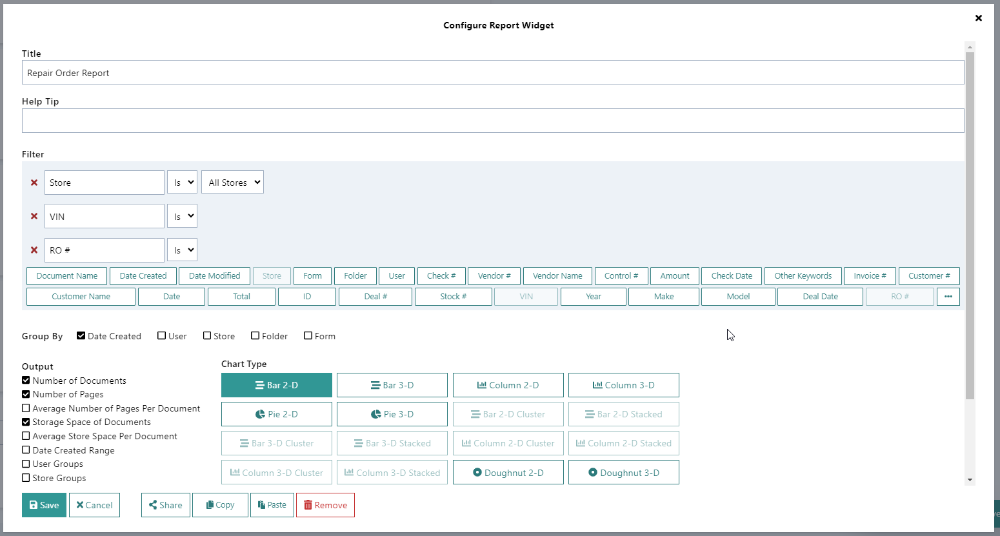 Configure Report Widget
Title
Repair Order Report
Help Tip
Filter
Store Is All Stores
VIN Is
RO # Is
Document Name Date Created Date Modified Store Form Folder User Check # Vendor # Vendor Name Control # Amount Check Date Other Keywords Invoice # Customer #
Customer Name Date Total ID Deal # Stock # VIN Year Make Model Deal Date RO # •••
Group By Date Created User Store Folder Form
Output
Number of Documents
Number of Pages
Average Number of Pages Per Document
Storage Space of Documents
Average Store Space Per Document
Date Created Range
User Groups
Store Groups
Chart Type
Bar 2-D Bar 3-D Column 2-D Column 3-D
Pie 2-D Pie 3-D Bar 2-D Cluster Bar 2-D Stacked
Bar 3-D Cluster Bar 3-D Stacked Column 2-D Cluster Column 2-D Stacked
Column 3-D Cluster Column 3-D Stacked Doughnut 2-D Doughnut 3-D
Save Cancel Share Copy Paste Remove